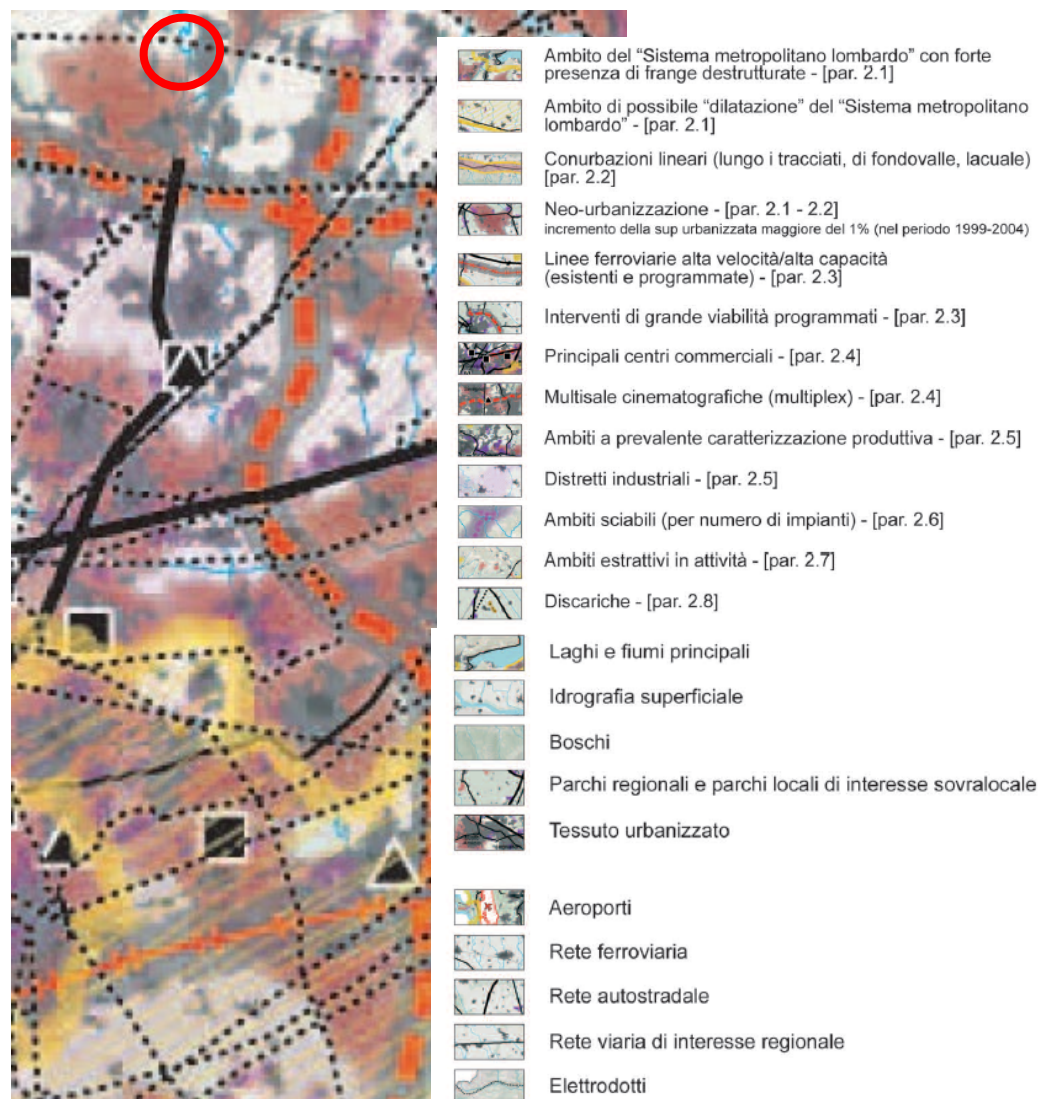 Ambito del “Sistema metropolitano lombardo” con forte
presenza di frange destrutturate - [par. 2.1]
Ambito di possibile “dilatazione” del “Sistema metropolitano
lombardo” - [par. 2.1]
Conurbazioni lineari (lungo i tracciati, di fondovalle, lacuale)
[par. 2.2]
Neo-urbanizzazione - [par. 2.1 - 2.2]
incremento della sup urbanizzata maggiore del 1% (nel periodo 1999-2004)
Linee ferroviarie alta velocità/alta capacità
(esistenti e programmate) - [par. 2.3]
Interventi di grande viabilità programmati - [par. 2.3]
Principali centri commerciali - [par. 2.4]
Multisale cinematografiche (multiplex) - [par. 2.4]
Ambiti a prevalente caratterizzazione produttiva - [par. 2.5]
Distretti industriali - [par. 2.5]
Ambiti sciabili (per numero di impianti) - [par. 2.6]
Ambiti estrattivi in attività - [par. 2.7]
Discariche - [par. 2.8]
Laghi e fiumi principali
Idrografia superficiale
Boschi
Parchi regionali e parchi locali di interesse sovralocale
Tessuto urbanizzato
Aeroporti
Rete ferroviaria
Rete autostradale
Rete viaria di interesse regionale
Elettrodotti